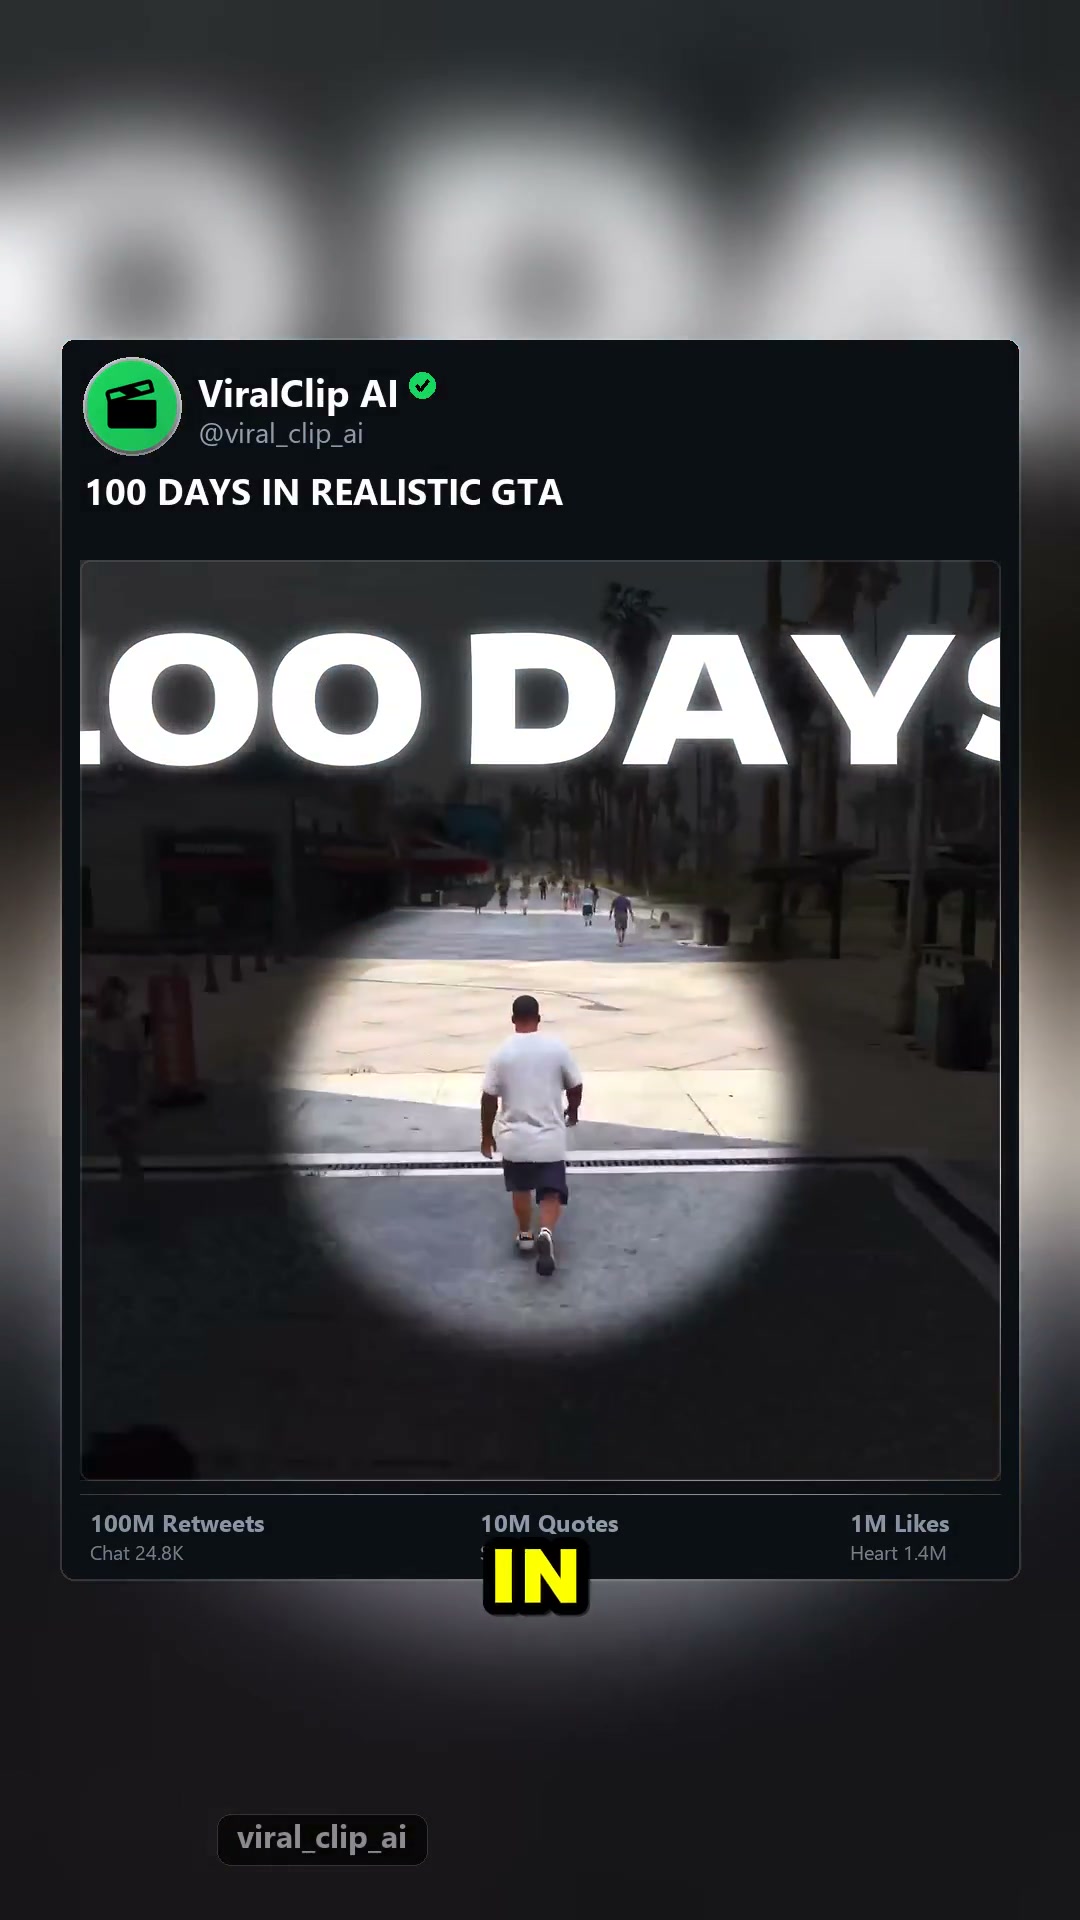 ViralClip AI
@viral_clip_ai
100 DAYS IN REALISTIC GTA
100 DAYS
100M Retweets
10M Quotes
1M Likes
Chat 24.8K
Heart 1.4M
IN
viral_clip_ai